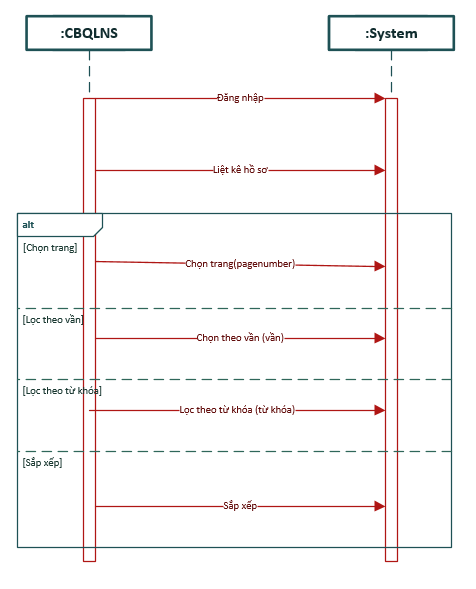 :CBQLNS
:System
Đăng nhập
Liệt kê hồ sơ
alt
[Chọn trang]
Chọn trang(pagenumber)
[Lọc theo vần]
Chọn theo vần (vần)
[Lọc theo từ khóa]
Lọc theo từ khóa (từ khóa)
[Sắp xếp]
Sắp xếp